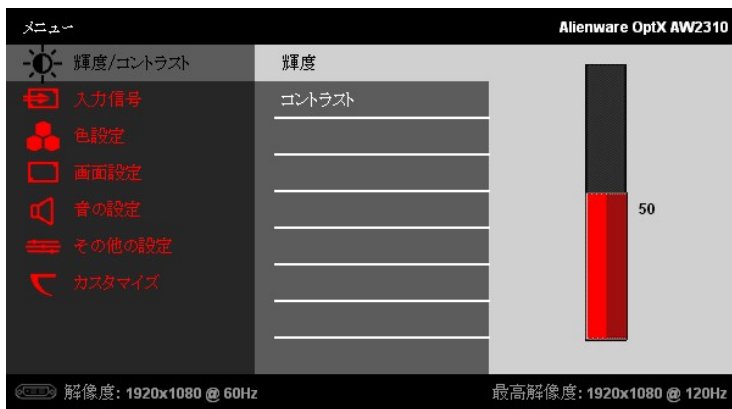 メニュー
Alienware OptX AW2310
輝度/コントラスト
入力信号
色設定
画面設定
音の設定
その他の設定
カスタマイズ
輝度
コントラスト
50
解像度: 1920x1080 @ 60Hz
最高解像度: 1920x1080 @ 120Hz